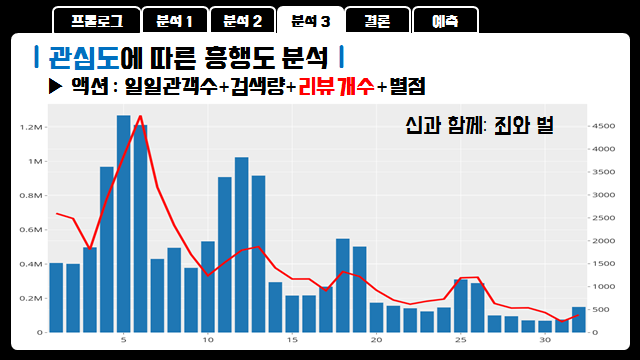 프롤로그 분석 1 분석 2 분석 3 결론 예측
| 관심도에 따른 흥행도 분석 |
▶ 액션 : 일일관객수+검색량+리뷰개수+별점
신과 함께: 죄와 벌
1.2M 4500
1M 4000
0.8M 3500
3000
0.6M 2500
2000
0.4M 1500
1000
0.2M 500
0 0
5 10 15 20 25 30